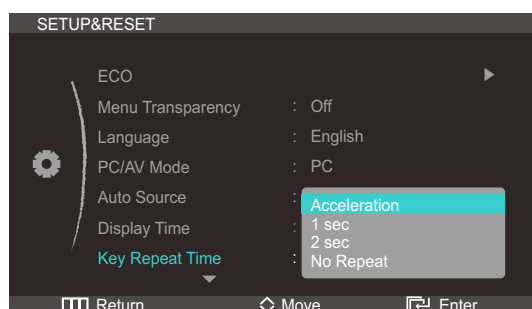 SETUP&RESET
ECO
Menu Transparency : Off
Language : English
PC/AV Mode : PC
Auto Source :
Display Time :
Key Repeat Time :
Acceleration
1 sec
2 sec
No Repeat
Return Move Enter